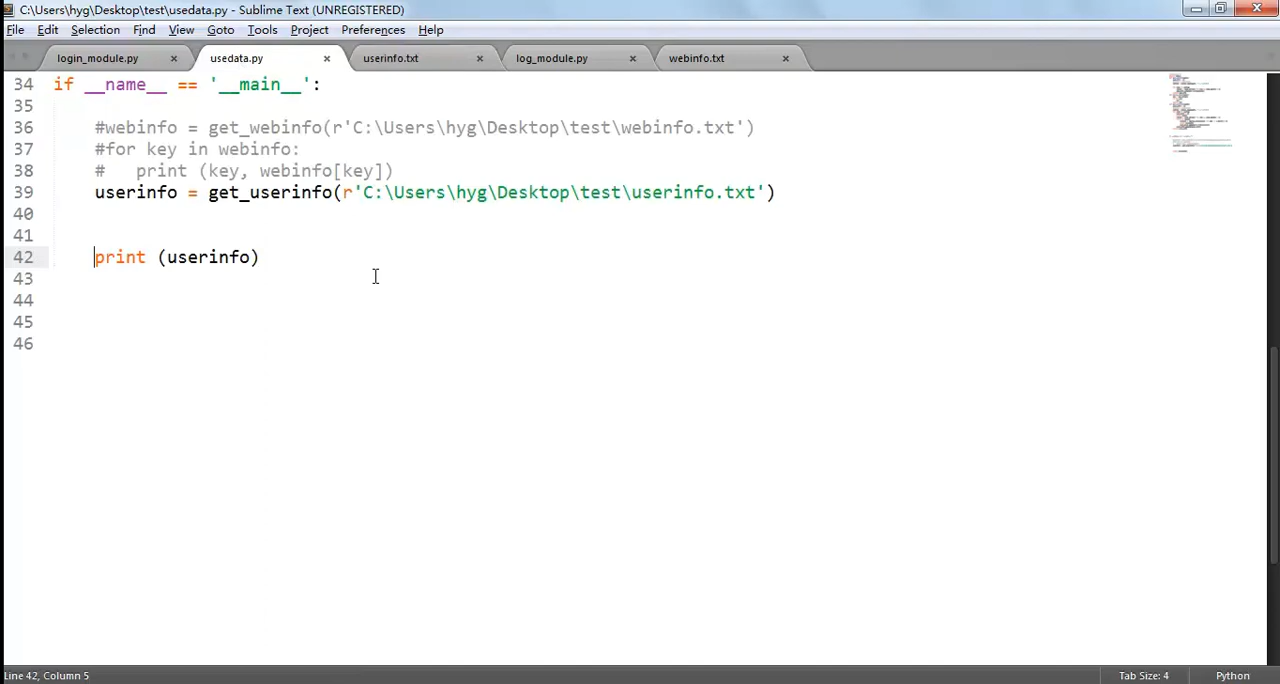 C:\Users\hyg\Desktop\test\usedata.py - Sublime Text (UNREGISTERED)
File Edit Selection Find View Goto Tools Project Preferences Help
login_module.py × usedata.py × userinfo.txt × log_module.py × webinfo.txt ×
34 if __name__ == '__main__':
35
36     #webinfo = get_webinfo(r'C:\Users\hyg\Desktop\test\webinfo.txt')
37     #for key in webinfo:
38     #   print (key, webinfo[key])
39     userinfo = get_userinfo(r'C:\Users\hyg\Desktop\test\userinfo.txt')
40
41
42     print (userinfo)
43
44
45
46
Line 42, Column 5 Tab Size: 4 Python